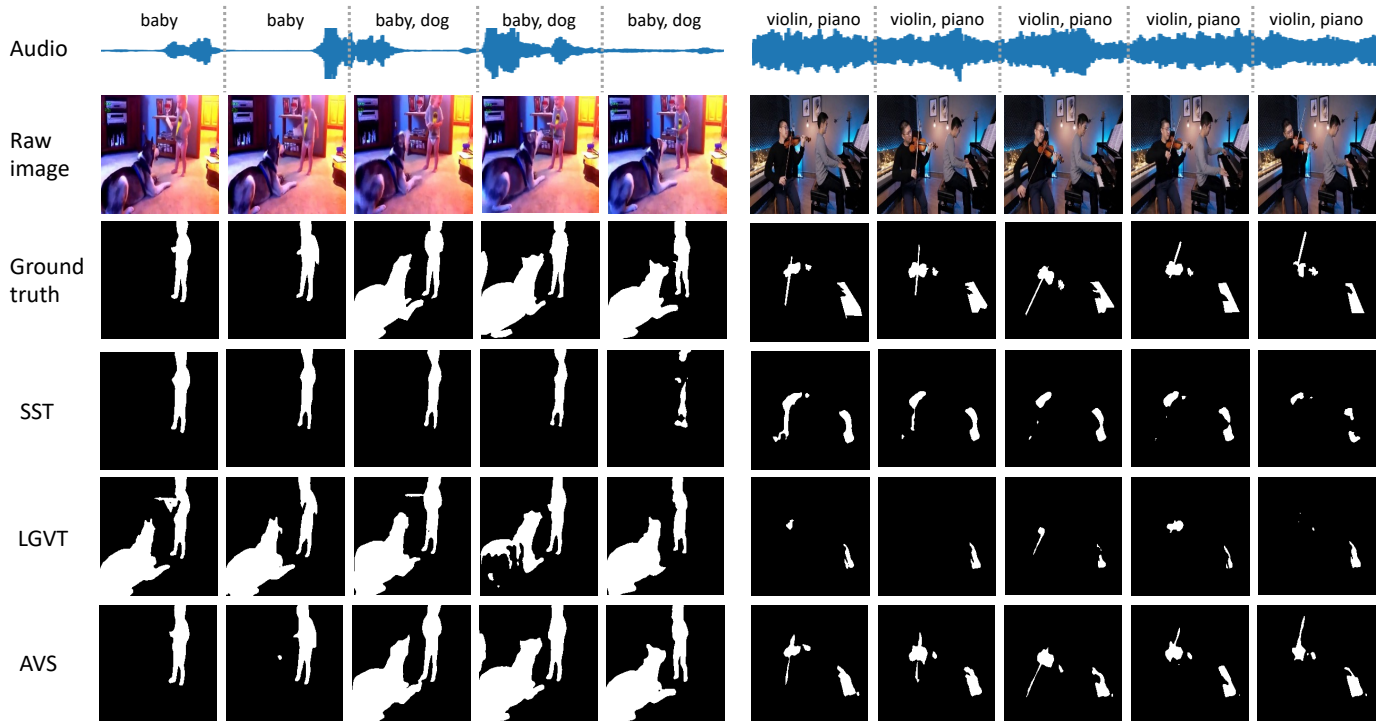 baby
baby
baby, dog
baby, dog
baby, dog
violin, piano
violin, piano
violin, piano
violin, piano
violin, piano
Audio
Raw
image
Ground
truth
SST
LGVT
AVS